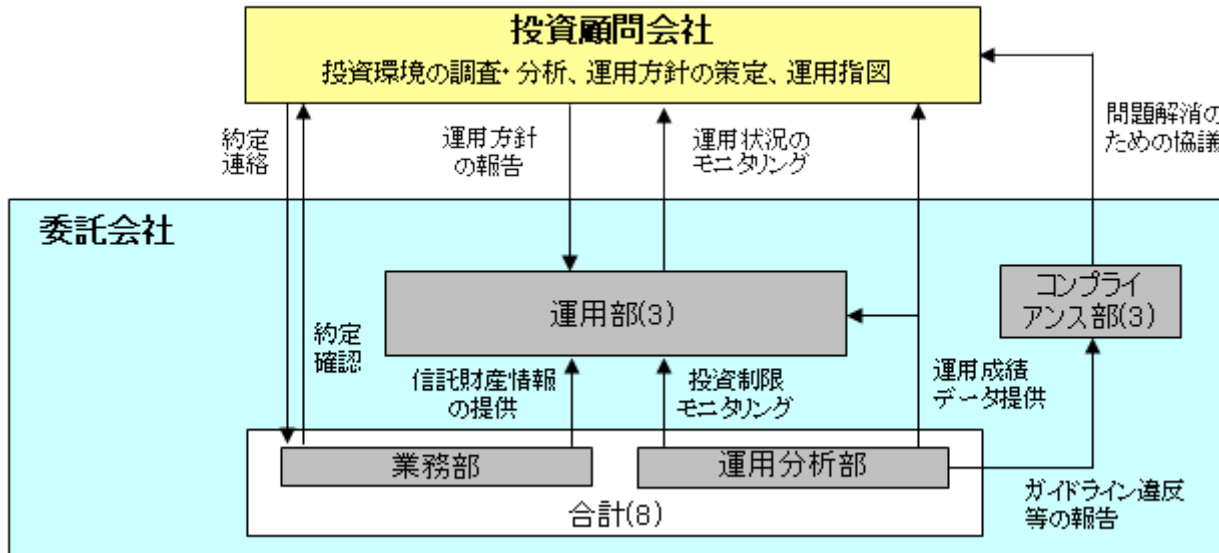 投資顧問会社
投資環境の調査・分析、運用方針の策定、運用指図
約定
連絡
運用方針
の報告
運用状況の
モニタリング
問題解消の
ための協議
委託会社
運用部(3)
コンプライ
アンス部(3)
約定
確認
信託財産情報
の提供
投資制限
モニタリング
運用成績
データ提供
業務部
運用分析部
合計(8)
ガイドライン違反
等の報告